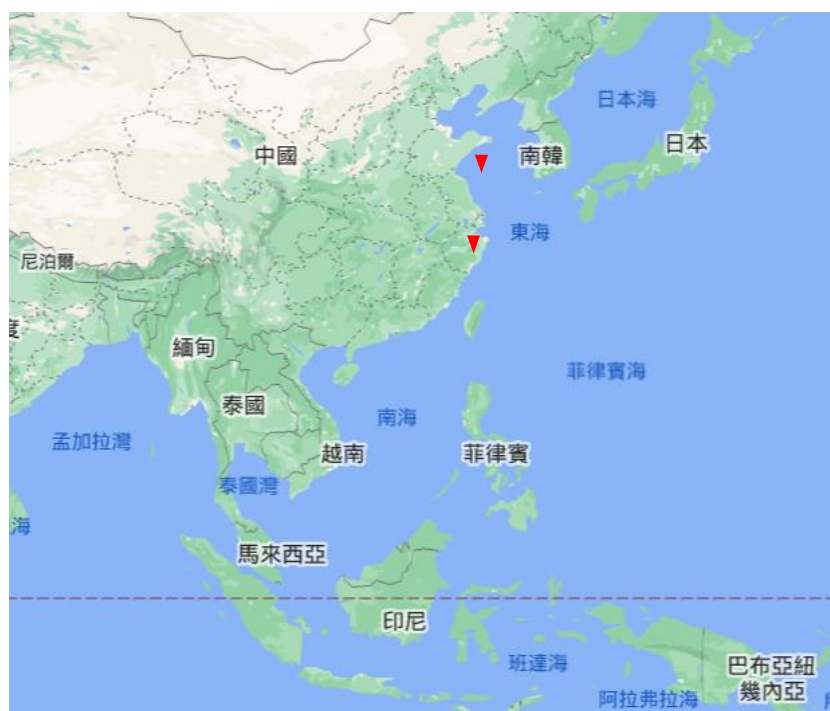 日本海
日本
中國
南韓
東海
尼泊爾
度
緬甸
菲律賓海
泰國
南海
孟加拉灣
越南
菲律賓
泰國灣
海
馬來西亞
印尼
班達海
巴布亞紐
幾內亞
阿拉弗拉海